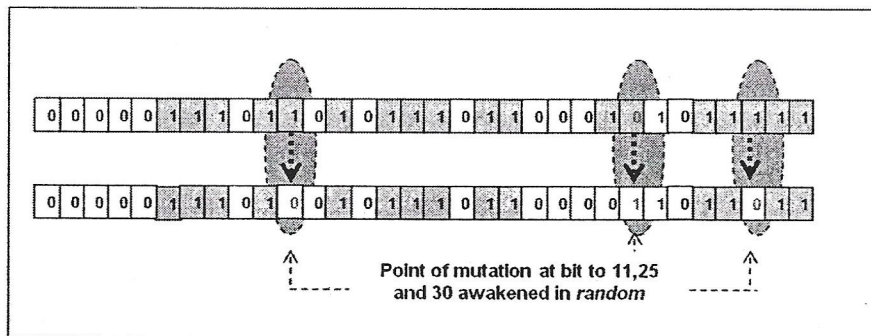 0 0 0 0 0 1 1 1 0 1 1 0 1 0 1 1 1 0 1 1 0 0 0 1 0 1 0 1 1 1 1 1
0 0 0 0 0 1 1 1 0 1 0 0 1 0 1 1 1 0 1 1 0 0 0 0 1 1 0 1 1 0 1 1
Point of mutation at bit to 11,25
and 30 awakened in random